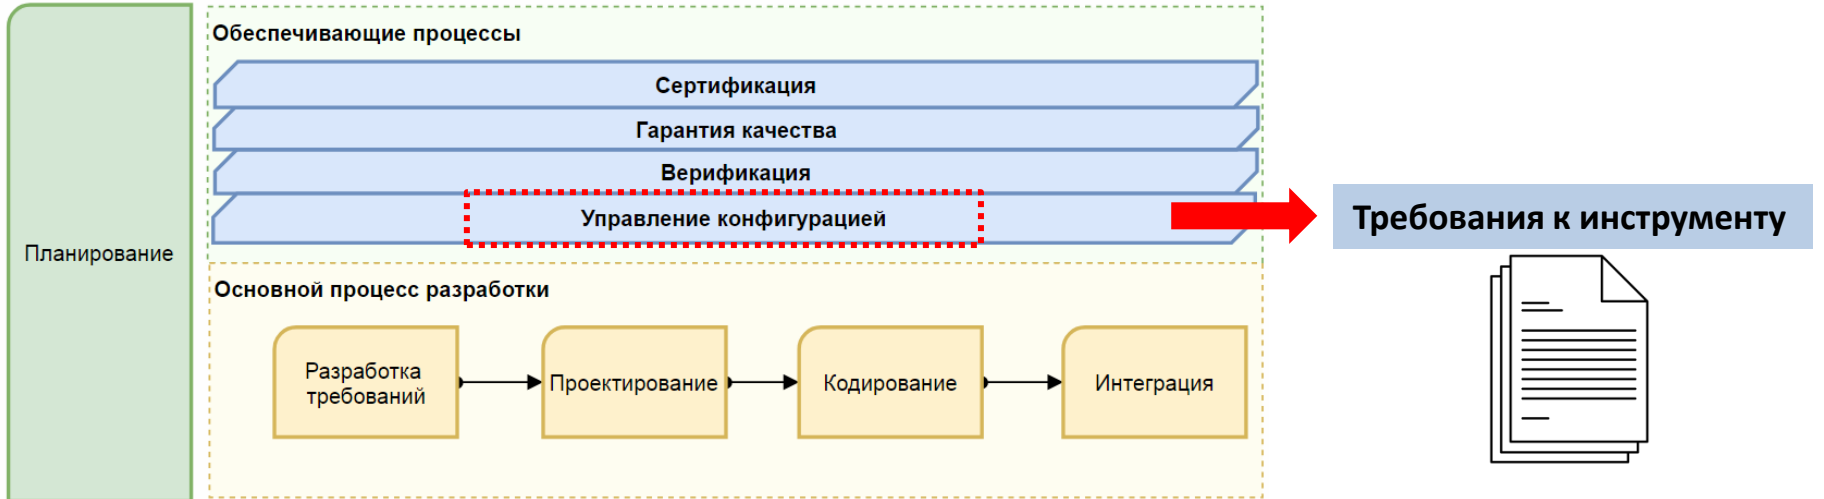 Планирование
Обеспечивающие процессы
Сертификация
Гарантия качества
Верификация
Управление конфигурацией
Требования к инструменту
Основной процесс разработки
Разработка
требований
Проектирование
Кодирование
Интеграция